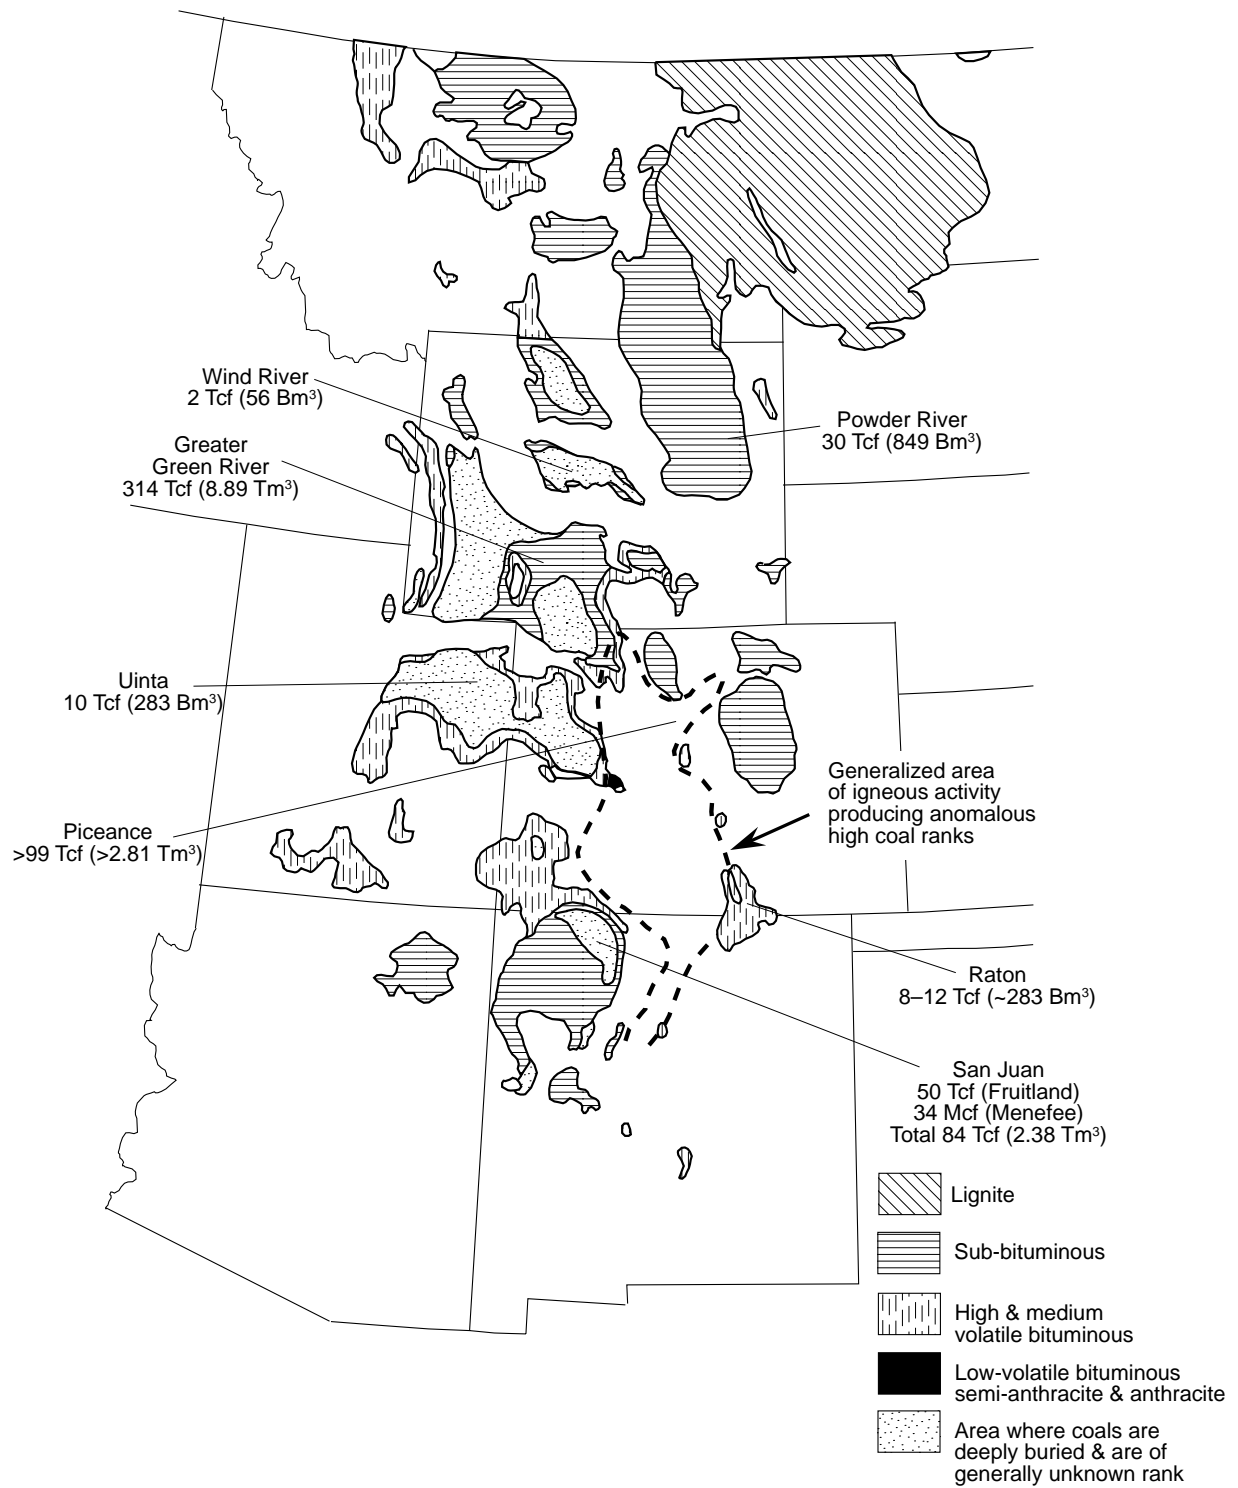 Wind River
2 Tcf (56 Bm³)
Greater
Green River
314 Tcf (8.89 Tm³)
Powder River
30 Tcf (849 Bm³)
Uinta
10 Tcf (283 Bm³)
Piceance
>99 Tcf (>2.81 Tm³)
Generalized area
of igneous activity
producing anomalous
high coal ranks
Raton
8–12 Tcf (~283 Bm³)
San Juan
50 Tcf (Fruitland)
34 Mcf (Menefee)
Total 84 Tcf (2.38 Tm³)
Lignite
Sub-bituminous
High & medium
volatile bituminous
Low-volatile bituminous
semi-anthracite & anthracite
Area where coals are
deeply buried & are of
generally unknown rank